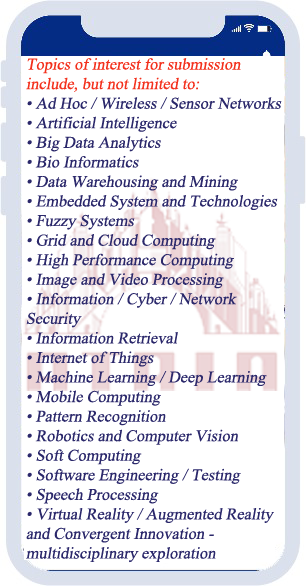 Topics of interest for submission
include, but not limited to:
• Ad Hoc / Wireless / Sensor Networks
• Artificial Intelligence
• Big Data Analytics
• Bio Informatics
• Data Warehousing and Mining
• Embedded System and Technologies
• Fuzzy Systems
• Grid and Cloud Computing
• High Performance Computing
• Image and Video Processing
• Information / Cyber / Network
Security
• Information Retrieval
• Internet of Things
• Machine Learning / Deep Learning
• Mobile Computing
• Pattern Recognition
• Robotics and Computer Vision
• Soft Computing
• Software Engineering / Testing
• Speech Processing
• Virtual Reality / Augmented Reality
and Convergent Innovation -
multidisciplinary exploration